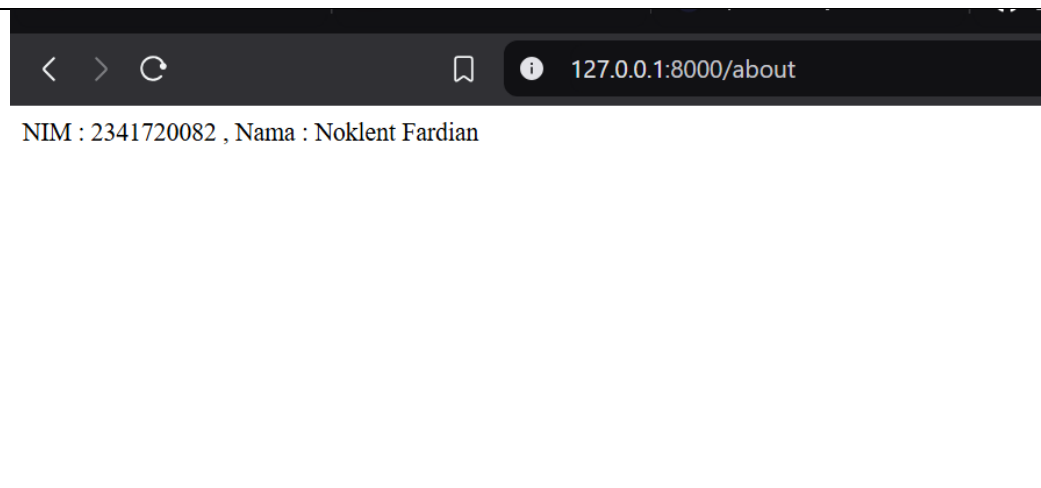 127.0.0.1:8000/about
NIM : 2341720082 , Nama : Noklent Fardian